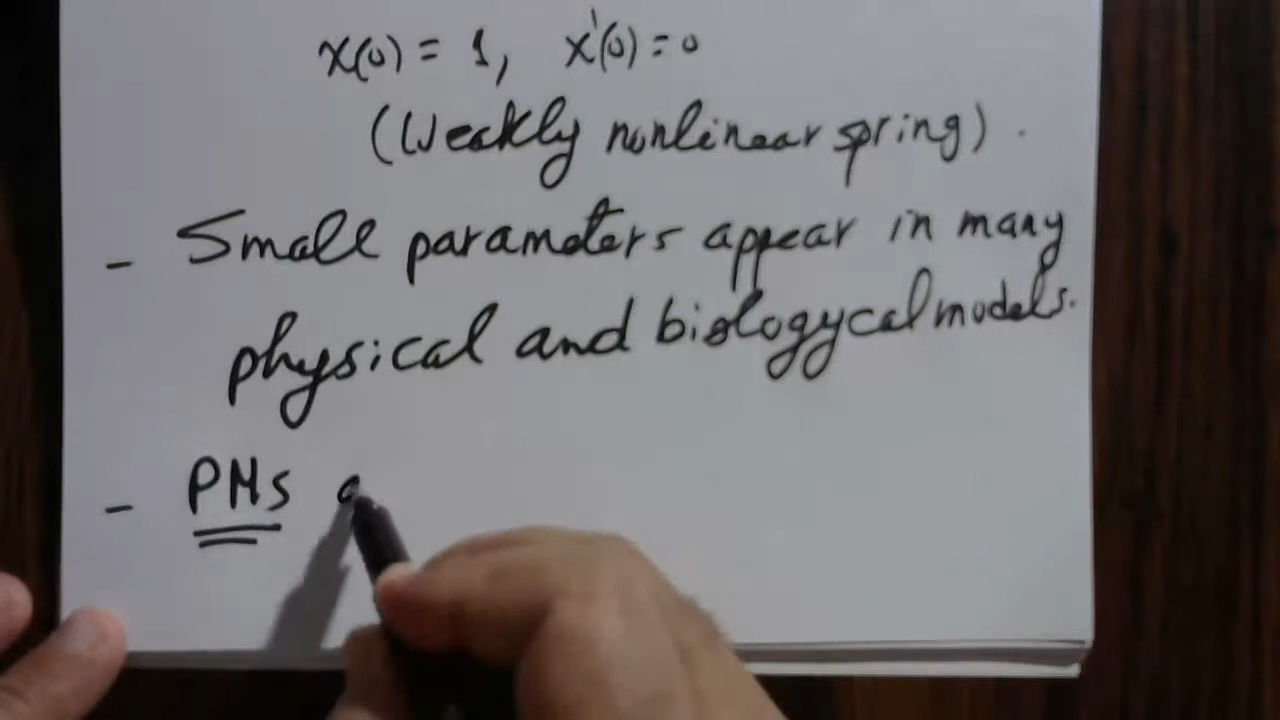 x(0) = 1, x'(0) = 0
(Weakly nonlinear spring).
- Small parameters appear in many
physical and biologycal models.
- PMs a